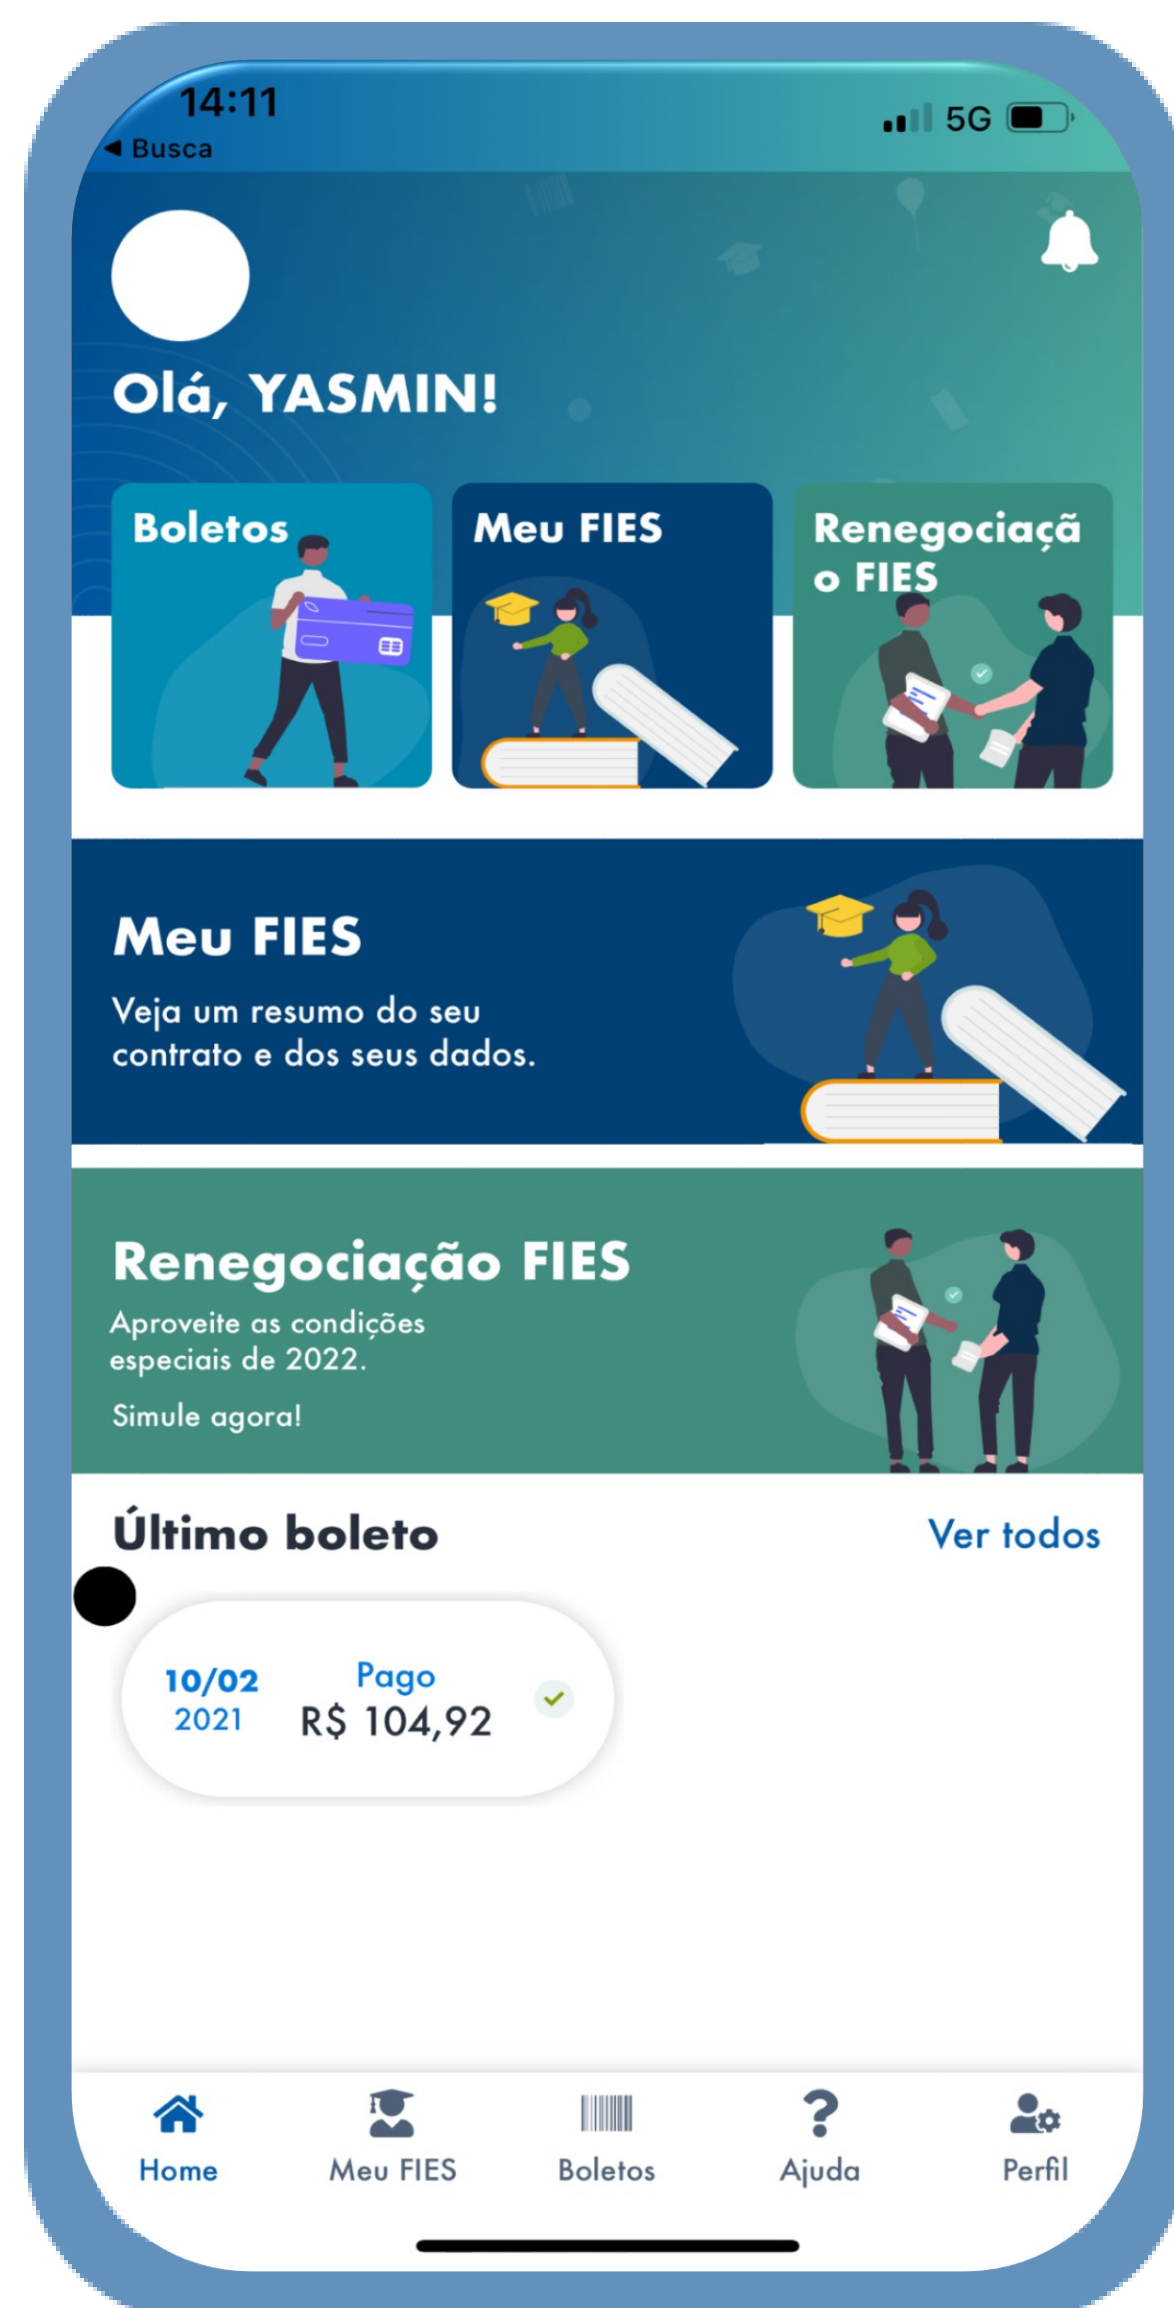 14:11
5G
◀ Busca
Olá, YASMIN!
Boletos
Meu FIES
Renegociaçã
o FIES
Meu FIES
Veja um resumo do seu
contrato e dos seus dados.
Renegociação FIES
Aproveite as condições
especiais de 2022.
Simule agora!
Último boleto
Ver todos
10/02
2021
Pago
R$ 104,92
Home
Meu FIES
Boletos
Ajuda
Perfil